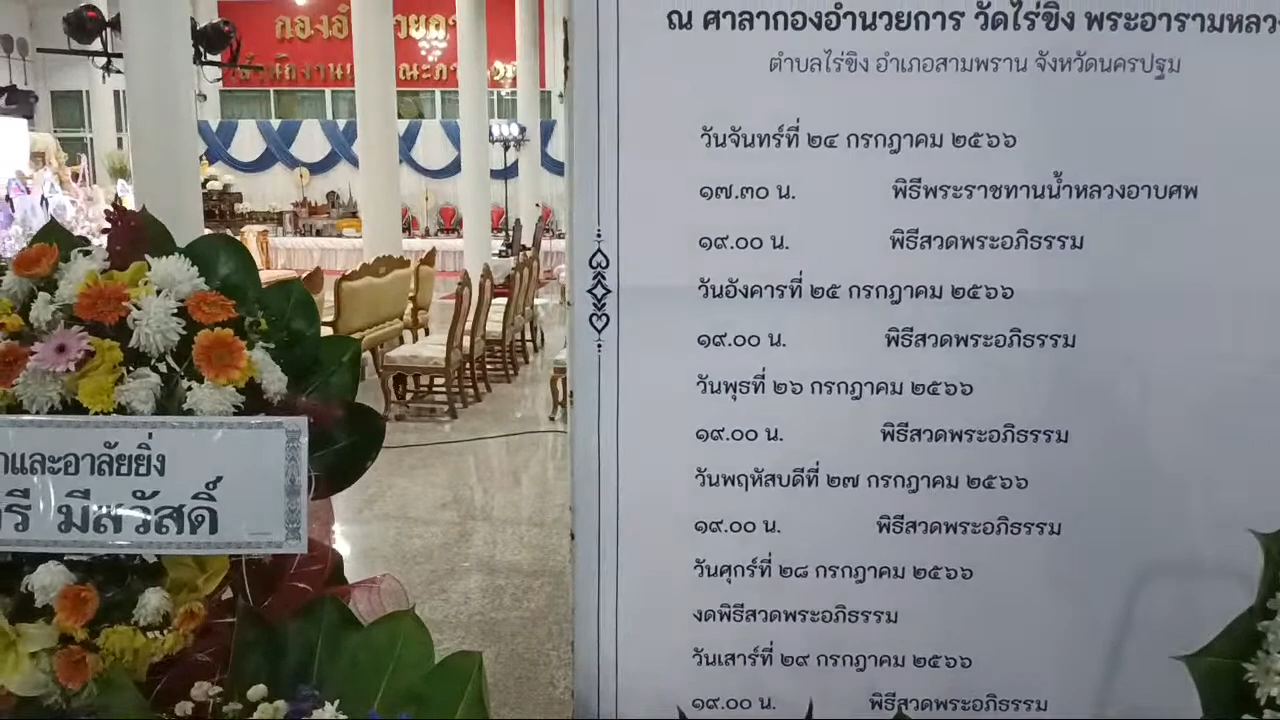 ณ ศาลากองอำนวยการ วัดไร่ขิง พระอารามหลวง
ตำบลไร่ขิง อำเภอสามพราน จังหวัดนครปฐม
วันจันทร์ที่ ๒๔ กรกฎาคม ๒๕๖๖
๑๗.๓๐ น. พิธีพระราชทานน้ำหลวงอาบศพ
๑๙.๐๐ น. พิธีสวดพระอภิธรรม
วันอังคารที่ ๒๕ กรกฎาคม ๒๕๖๖
๑๙.๐๐ น. พิธีสวดพระอภิธรรม
วันพุธที่ ๒๖ กรกฎาคม ๒๕๖๖
๑๙.๐๐ น. พิธีสวดพระอภิธรรม
วันพฤหัสบดีที่ ๒๗ กรกฎาคม ๒๕๖๖
๑๙.๐๐ น. พิธีสวดพระอภิธรรม
วันศุกร์ที่ ๒๘ กรกฎาคม ๒๕๖๖
งดพิธีสวดพระอภิธรรม
วันเสาร์ที่ ๒๙ กรกฎาคม ๒๕๖๖
๑๙.๐๐ น. พิธีสวดพระอภิธรรม
และอาลัยยิ่ง
มีสวัสดิ์